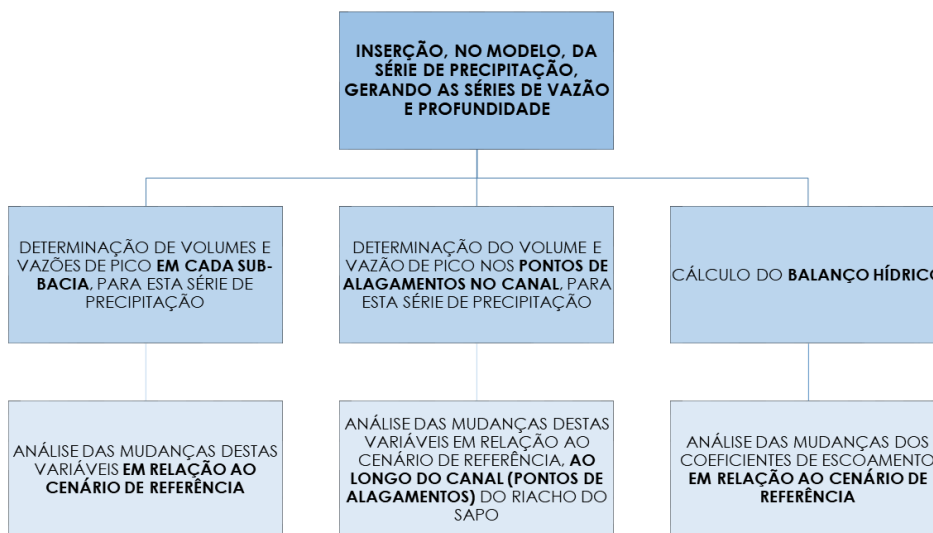 INSERÇÃO, NO MODELO, DA
SÉRIE DE PRECIPITAÇÃO,
GERANDO AS SÉRIES DE VAZÃO
E PROFUNDIDADE
DETERMINAÇÃO DE VOLUMES E
VAZÕES DE PICO EM CADA SUB-
BACIA, PARA ESTA SÉRIE DE
PRECIPITAÇÃO
DETERMINAÇÃO DO VOLUME E
VAZÃO DE PICO NOS PONTOS DE
ALAGAMENTOS NO CANAL, PARA
ESTA SÉRIE DE PRECIPITAÇÃO
CÁLCULO DO BALANÇO HÍDRICO
ANÁLISE DAS MUDANÇAS DESTAS
VARIÁVEIS EM RELAÇÃO AO
CENÁRIO DE REFERÊNCIA
ANÁLISE DAS MUDANÇAS DESTAS
VARIÁVEIS EM RELAÇÃO AO
CENÁRIO DE REFERÊNCIA, AO
LONGO DO CANAL (PONTOS DE
ALAGAMENTOS) DO RIACHO DO
SAPO
ANÁLISE DAS MUDANÇAS DOS
COEFICIENTES DE ESCOAMENTO
EM RELAÇÃO AO CENÁRIO DE
REFERÊNCIA